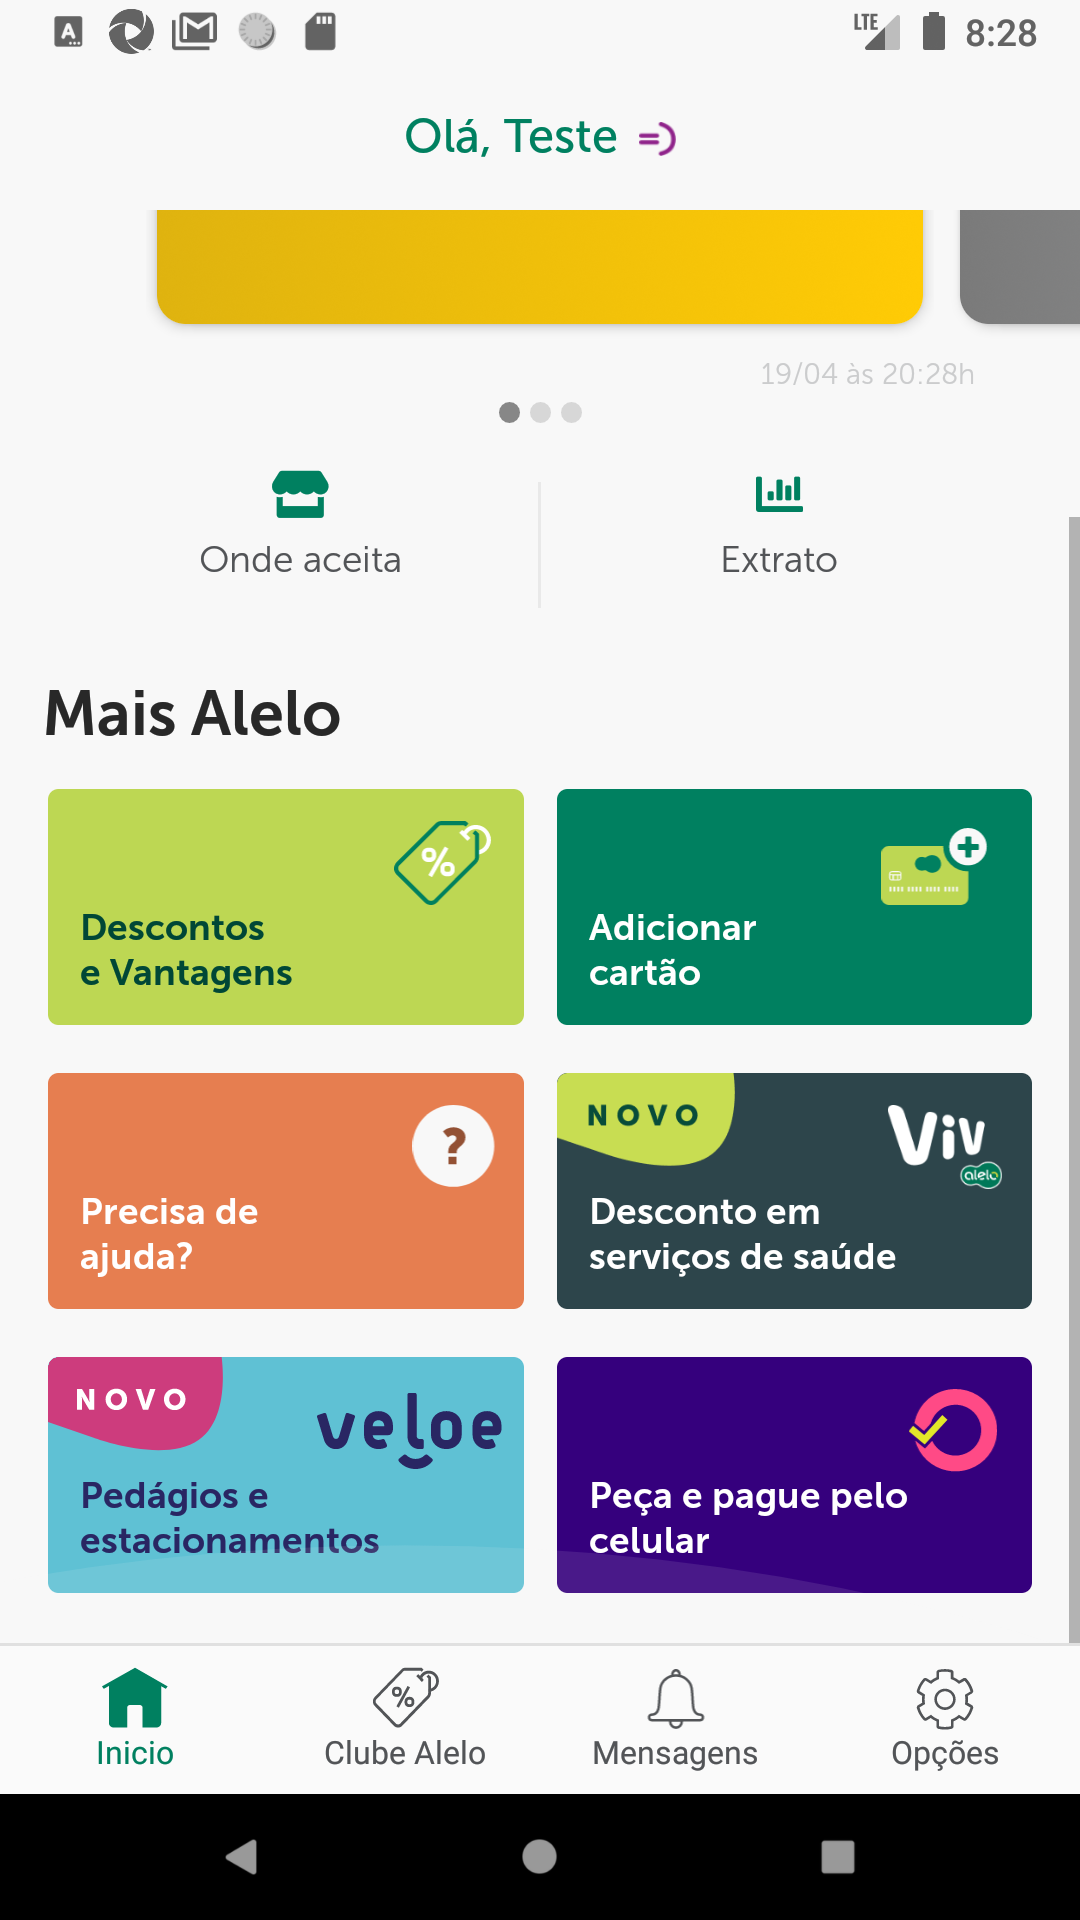 A
LTE
8:28
Olá, Teste =)
19/04 às 20:28h
Onde aceita
Extrato
Mais Alelo
%
Descontos
e Vantagens
Adicionar
cartão
?
Precisa de
ajuda?
NOVO
Viv
alelo
Desconto em
serviços de saúde
NOVO
veloe
Pedágios e
estacionamentos
Peça e pague pelo
celular
%
Inicio
Clube Alelo
Mensagens
Opções